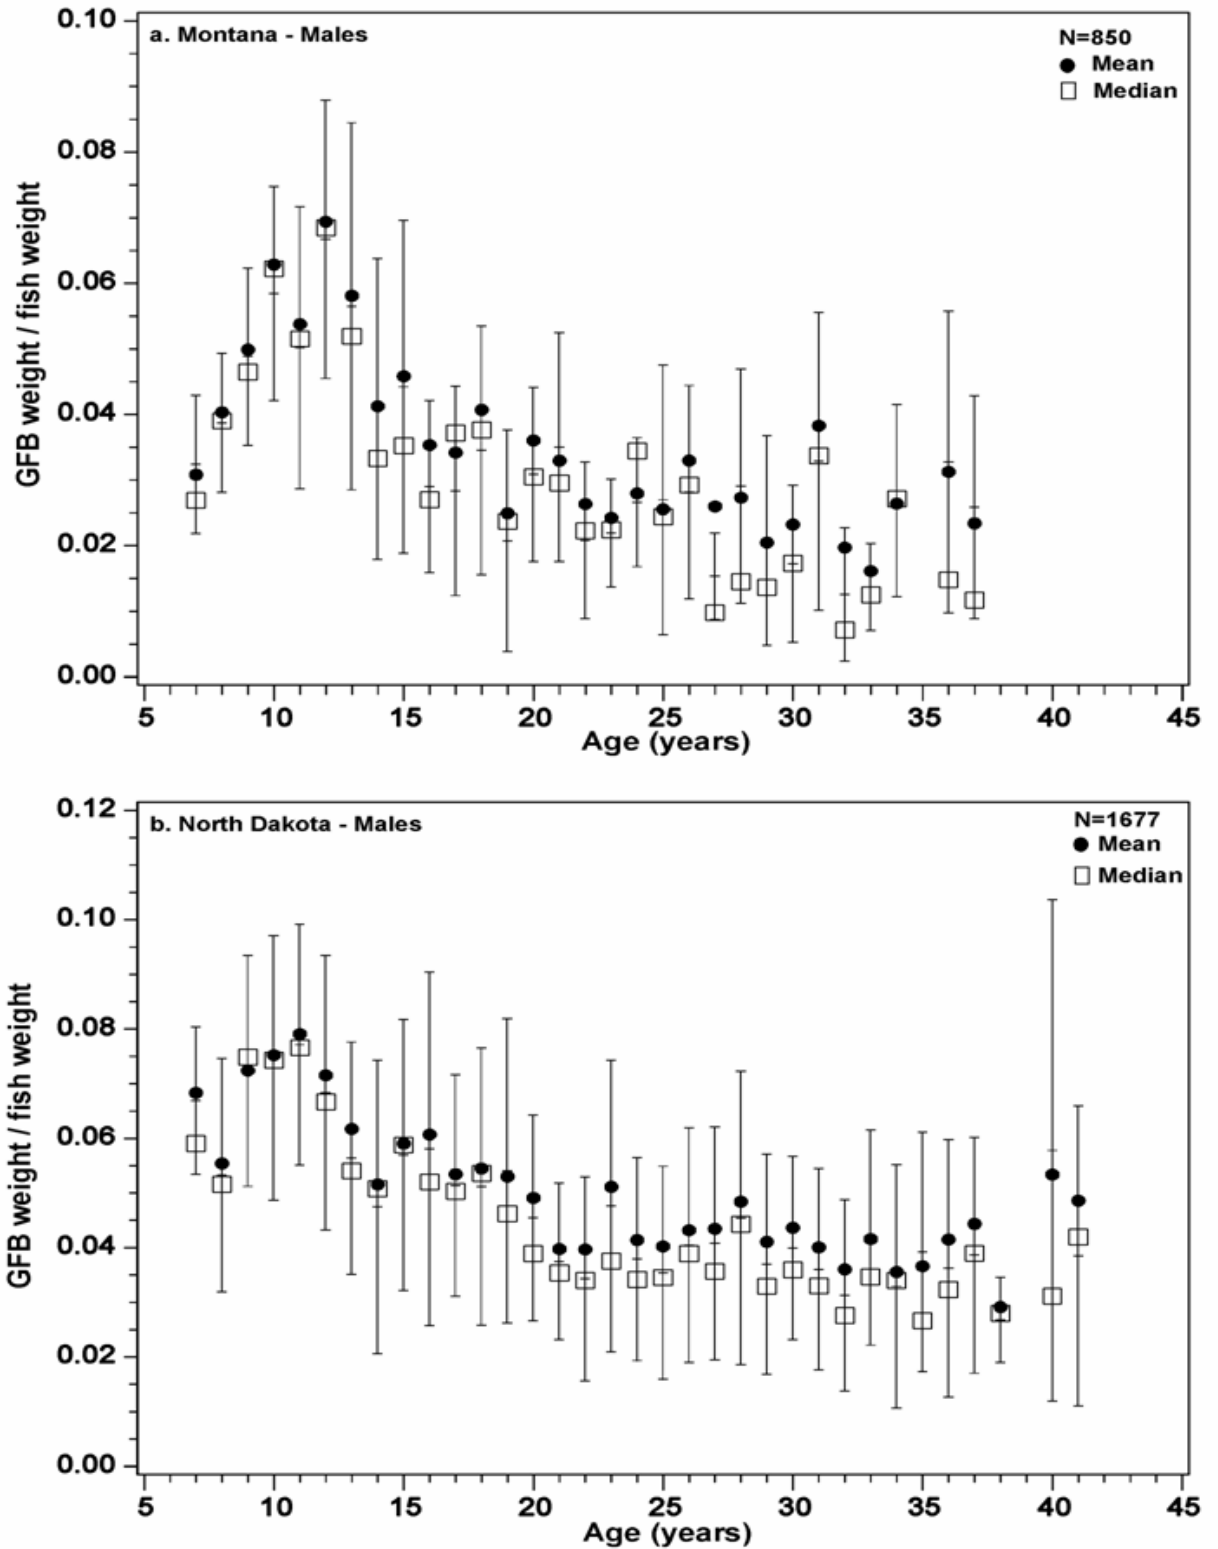 a. Montana - Males
N=850
Mean
Median
GFB weight / fish weight
0.10
0.08
0.06
0.04
0.02
0.00
5 10 15 20 25 30 35 40 45
Age (years)
b. North Dakota - Males
N=1677
Mean
Median
GFB weight / fish weight
0.12
0.10
0.08
0.06
0.04
0.02
0.00
5 10 15 20 25 30 35 40 45
Age (years)